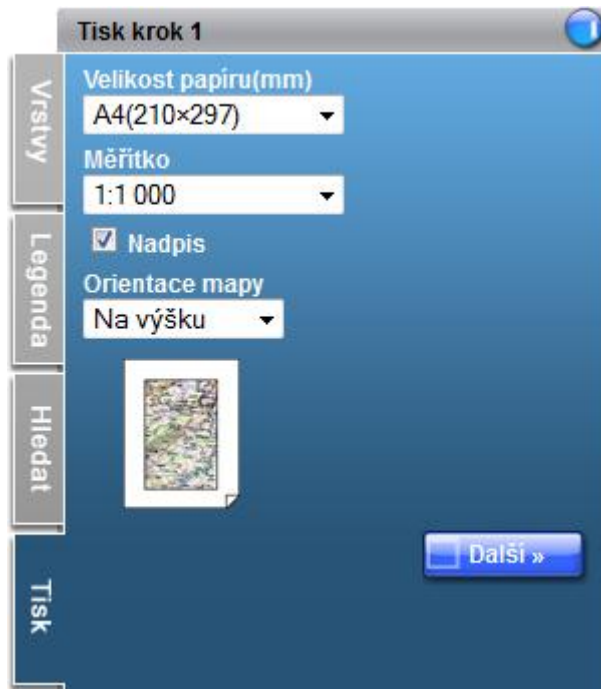 Tisk krok 1
Vrstvy
Legenda
Hledat
Tisk
Velikost papíru(mm)
A4(210×297)
Měřítko
1:1 000
Nadpis
Orientace mapy
Na výšku
Další »